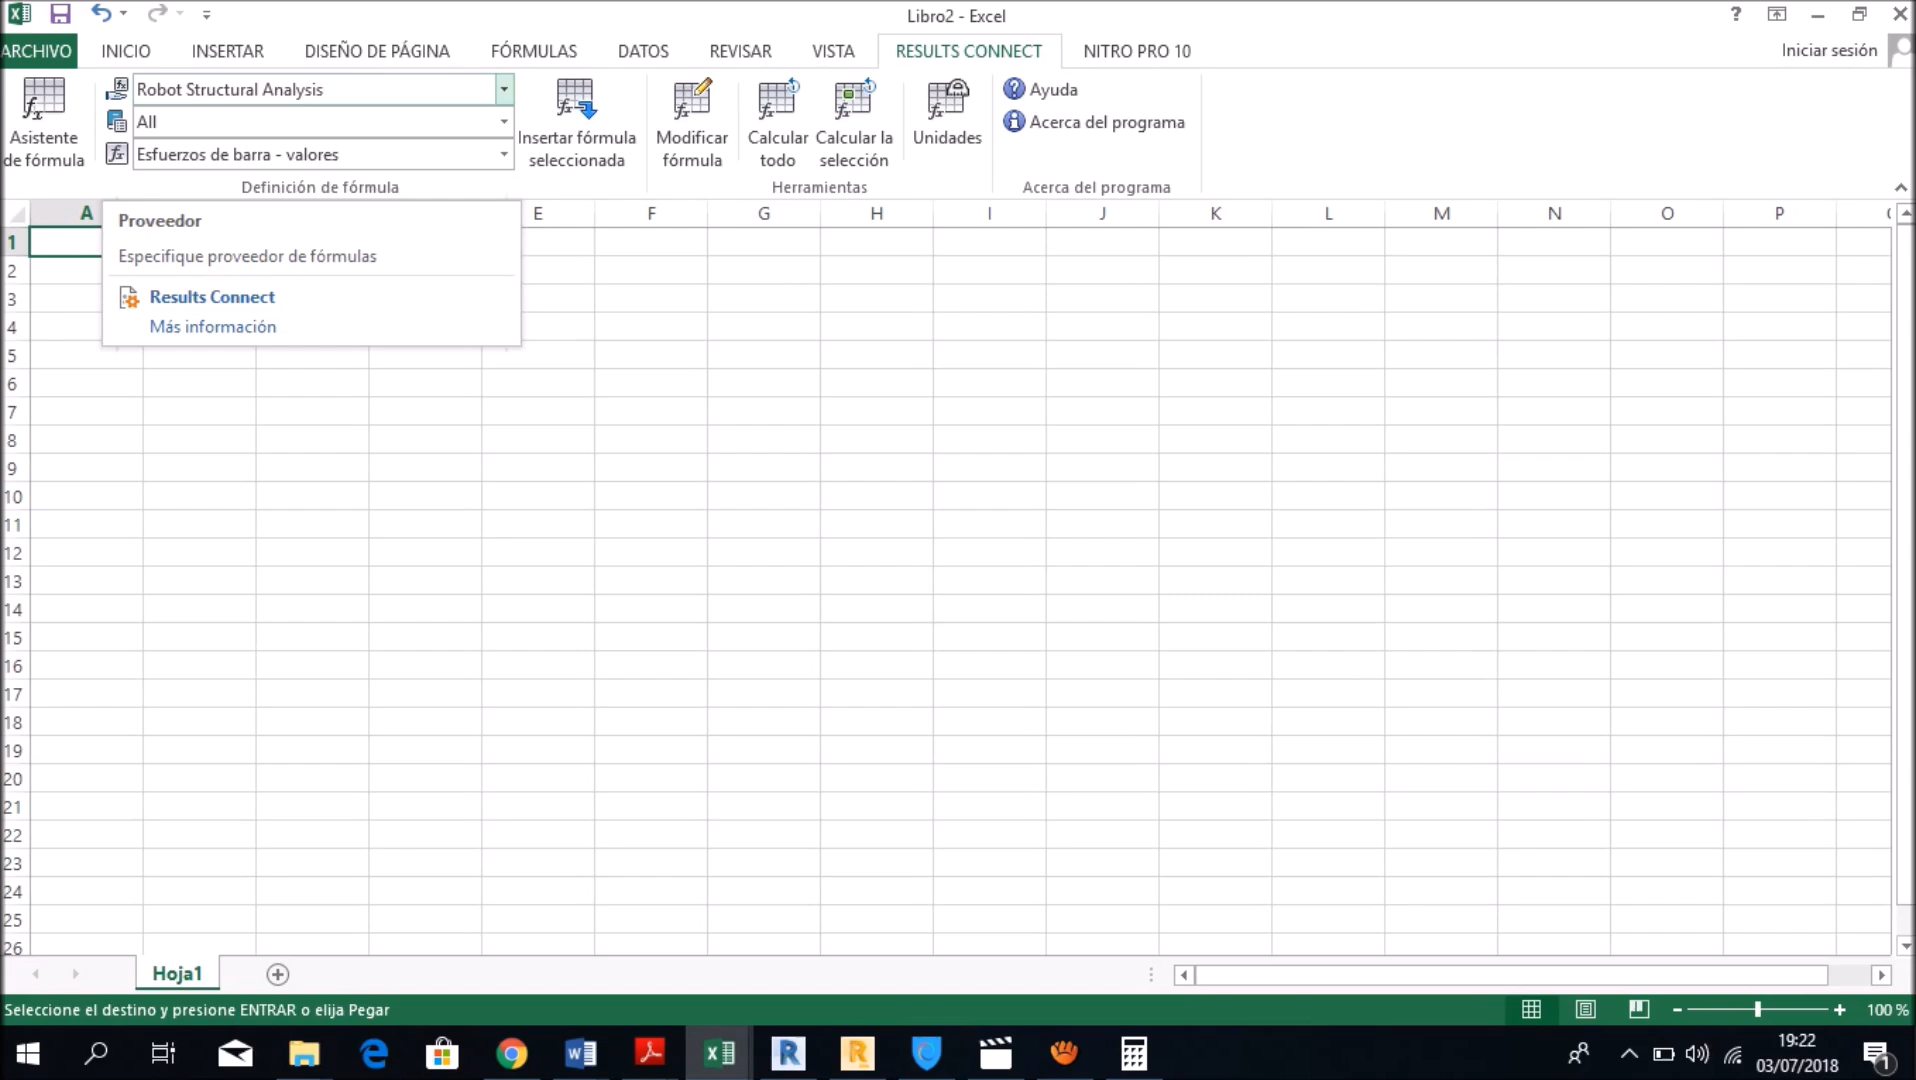 Libro2 - Excel
?
ARCHIVO INICIO INSERTAR DISEÑO DE PÁGINA FÓRMULAS DATOS REVISAR VISTA RESULTS CONNECT NITRO PRO 10 Iniciar sesión
Asistente
de fórmula
Robot Structural Analysis
All
Esfuerzos de barra - valores
Insertar fórmula
seleccionada
Modificar
fórmula
Calcular
todo
Calcular la
selección
Unidades
Ayuda
Acerca del programa
Definición de fórmula Herramientas Acerca del programa
A E F G H I J K L M N O P
Proveedor
Especifique proveedor de fórmulas
Results Connect
Más información
1
2
3
4
5
6
7
8
9
10
11
12
13
14
15
16
17
18
19
20
21
22
23
24
25
26
Hoja1
Seleccione el destino y presione ENTRAR o elija Pegar 100 %
19:22
03/07/2018
1